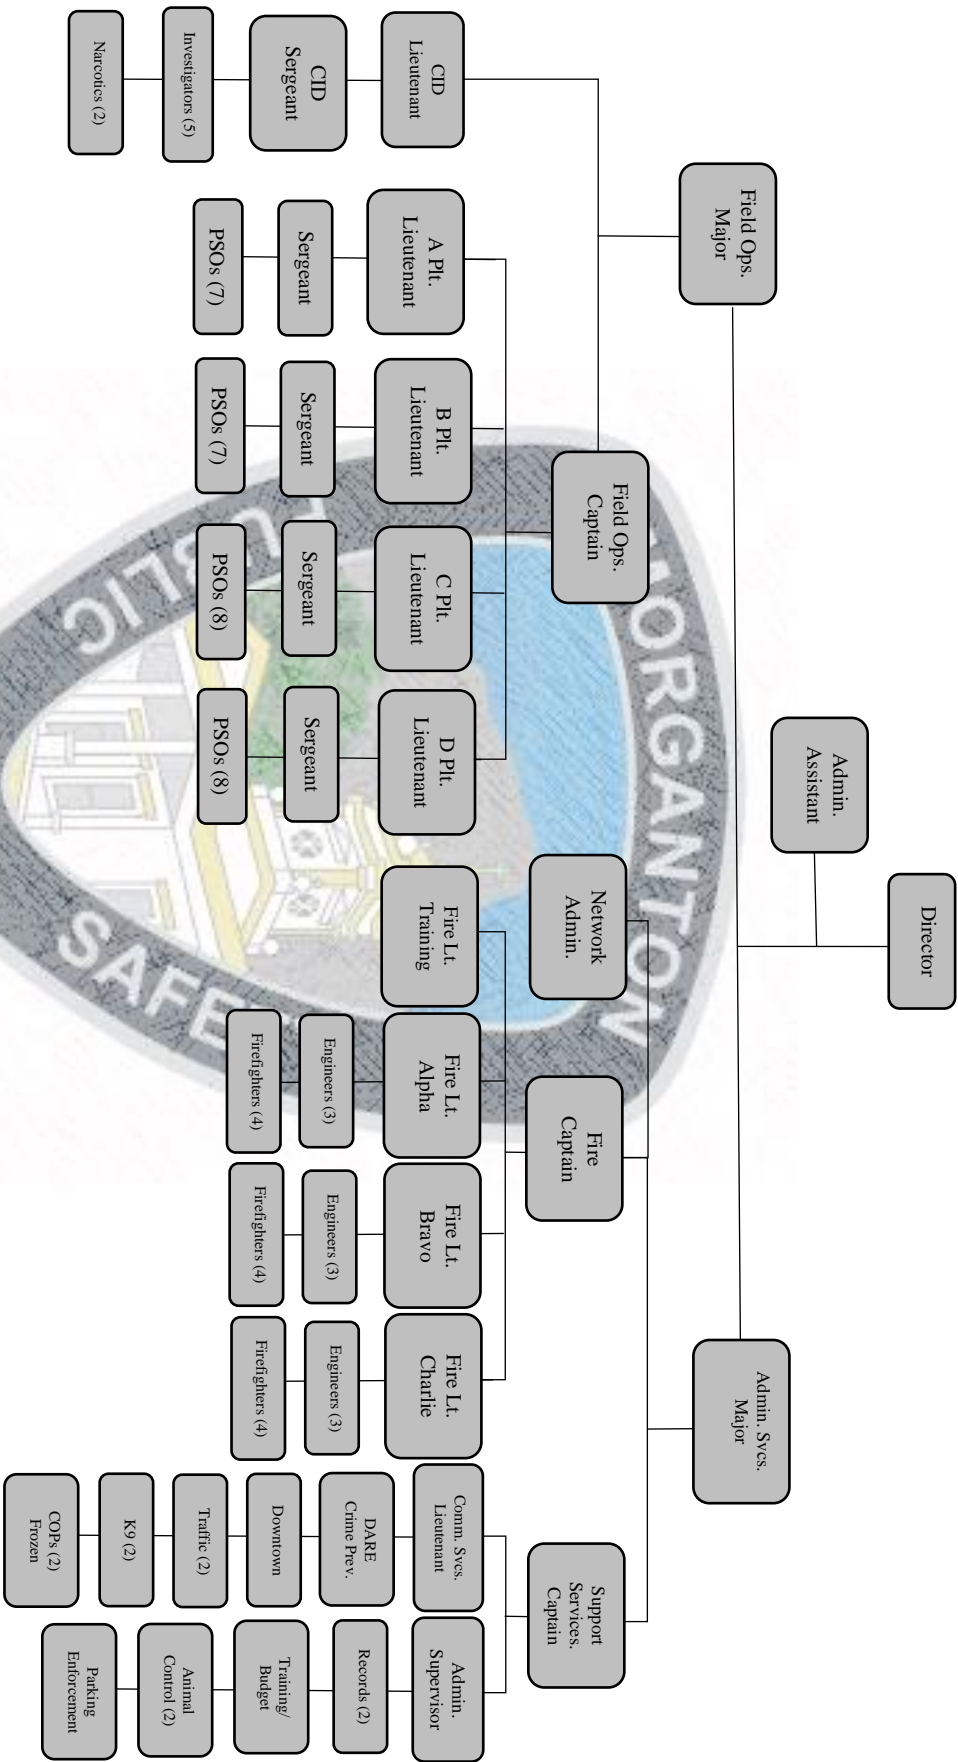 Director
Admin.
Assistant
Field Ops.
Major
Admin. Svcs.
Major
Field Ops.
Captain
Network
Admin.
Fire
Captain
Support
Services.
Captain
CID
Lieutenant
CID
Sergeant
Investigators (5)
Narcotics (2)
A Plt.
Lieutenant
Sergeant
PSOs (7)
B Plt.
Lieutenant
Sergeant
PSOs (7)
C Plt.
Lieutenant
Sergeant
PSOs (8)
D Plt.
Lieutenant
Sergeant
PSOs (8)
Fire Lt.
Training
Fire Lt.
Alpha
Engineers (3)
Firefighters (4)
Fire Lt.
Bravo
Engineers (3)
Firefighters (4)
Fire Lt.
Charlie
Engineers (3)
Firefighters (4)
Comm. Svcs.
Lieutenant
DARE
Crime Prev.
Downtown
Traffic (2)
K9 (2)
COPs (2)
Frozen
Admin.
Supervisor
Records (2)
Training/
Budget
Animal
Control (2)
Parking
Enforcement
MORGANTON
PUBLIC
SAFETY